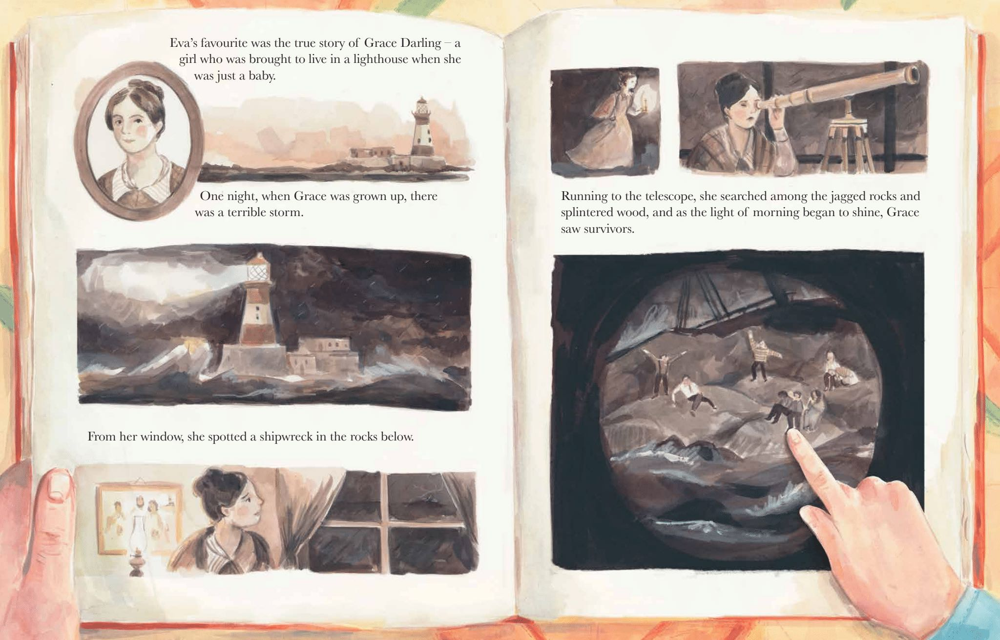 Eva’s favourite was the true story of Grace Darling – a
girl who was brought to live in a lighthouse when she
was just a baby.
One night, when Grace was grown up, there
was a terrible storm.
From her window, she spotted a shipwreck in the rocks below.
Running to the telescope, she searched among the jagged rocks and
splintered wood, and as the light of morning began to shine, Grace
saw survivors.